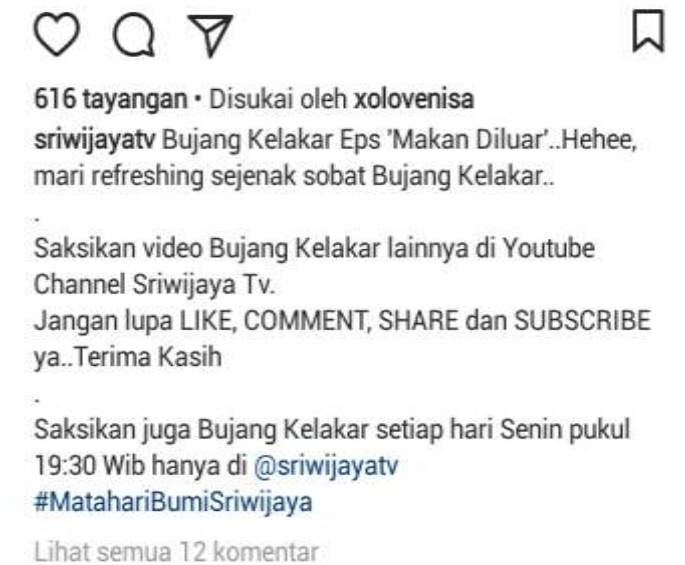 616 tayangan • Disukai oleh xolovenisa
sriwijayatv Bujang Kelakar Eps 'Makan Diluar'..Hehee,
mari refreshing sejenak sobat Bujang Kelakar..
.
Saksikan video Bujang Kelakar lainnya di Youtube
Channel Sriwijaya Tv.
Jangan lupa LIKE, COMMENT, SHARE dan SUBSCRIBE
ya..Terima Kasih
.
Saksikan juga Bujang Kelakar setiap hari Senin pukul
19:30 Wib hanya di @sriwijayatv
#MatahariBumiSriwijaya
Lihat semua 12 komentar